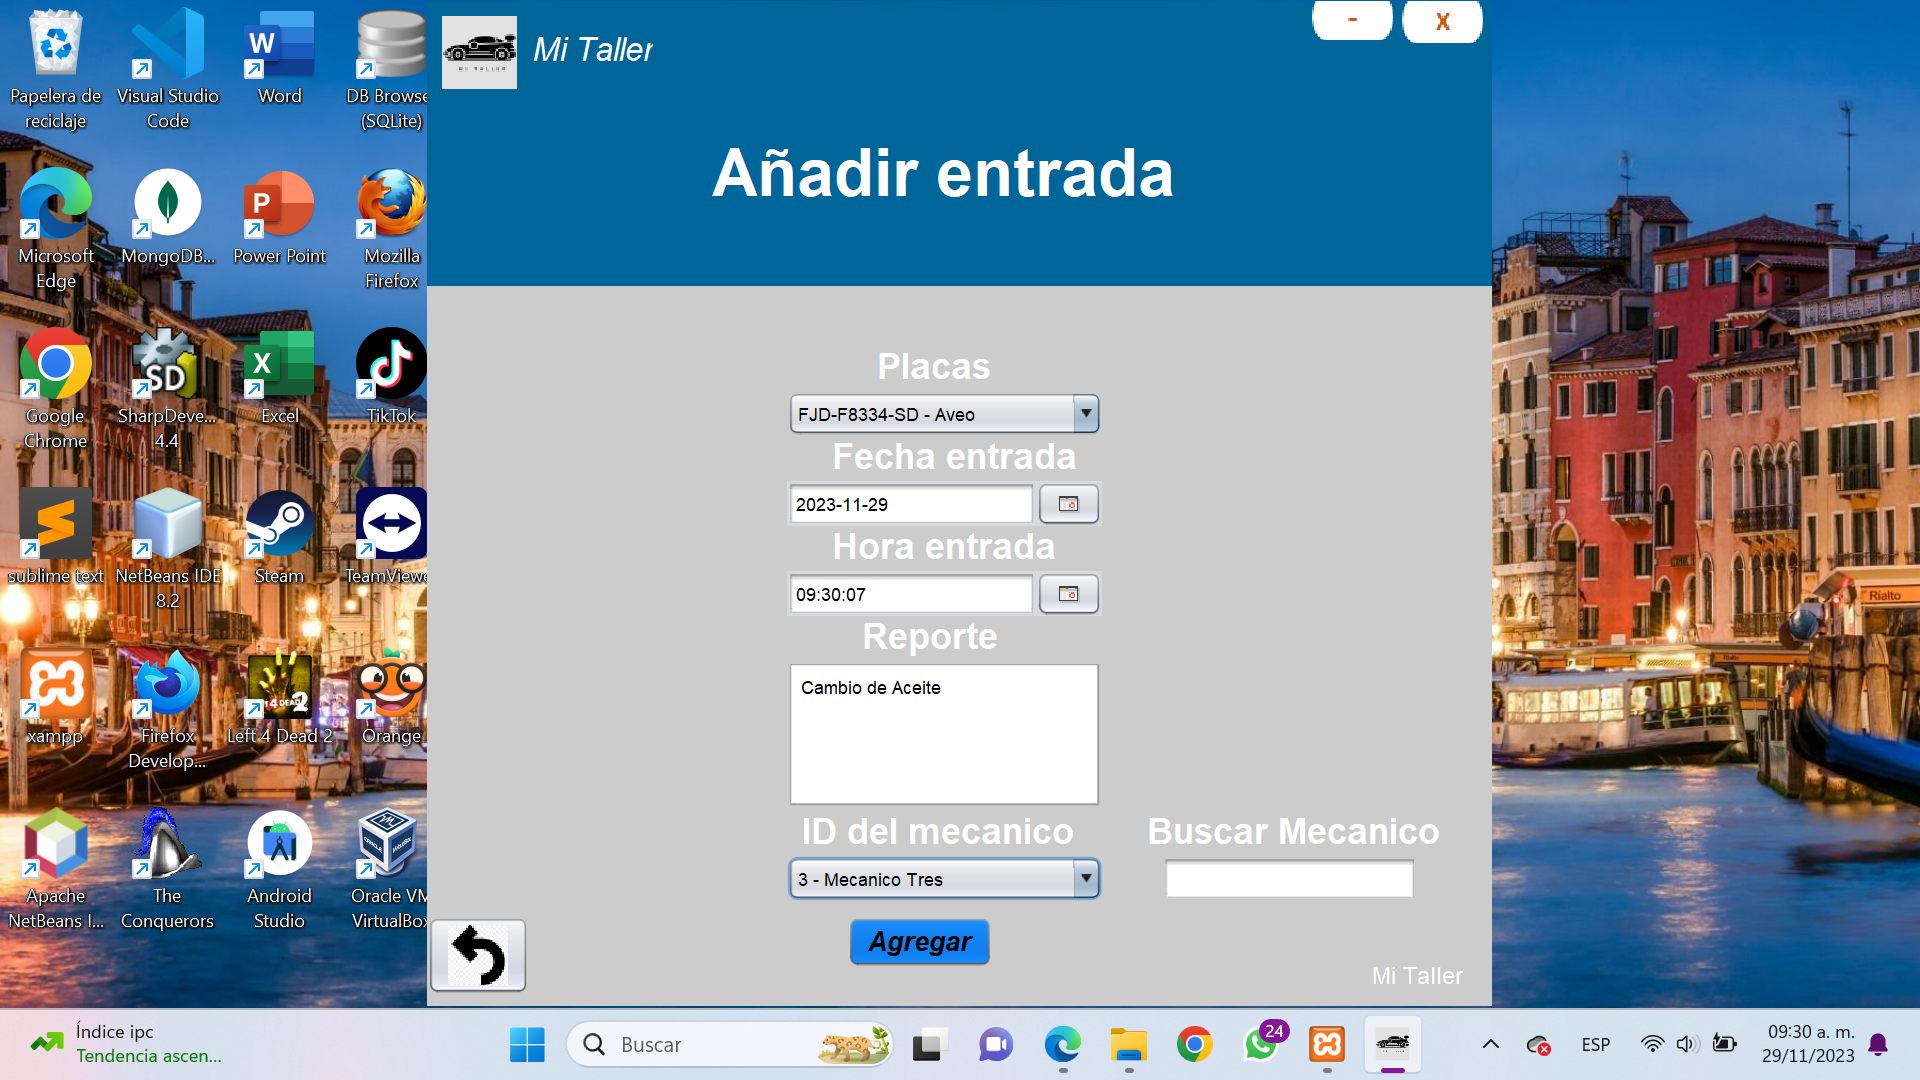 Papelera de
reciclaje
Visual Studio
Code
Word
DB Browse
(SQLite)
Microsoft
Edge
MongoDB...
Power Point
Mozilla
Firefox
Google
Chrome
SharpDeve...
4.4
Excel
TikTok
sublime text
NetBeans IDE
8.2
Steam
TeamViewe
xampp
Firefox
Develop...
Left 4 Dead 2
Orange
Apache
NetBeans I...
The
Conquerors
Android
Studio
Oracle VM
VirtualBox
MI TALLER
Mi Taller
-
X
Añadir entrada
Placas
FJD-F8334-SD - Aveo
Fecha entrada
2023-11-29
Hora entrada
09:30:07
Reporte
Cambio de Aceite
ID del mecanico
Buscar Mecanico
3 - Mecanico Tres
Agregar
Mi Taller
Rialto
Índice ipc
Tendencia ascen...
Buscar
24
ESP
09:30 a. m.
29/11/2023